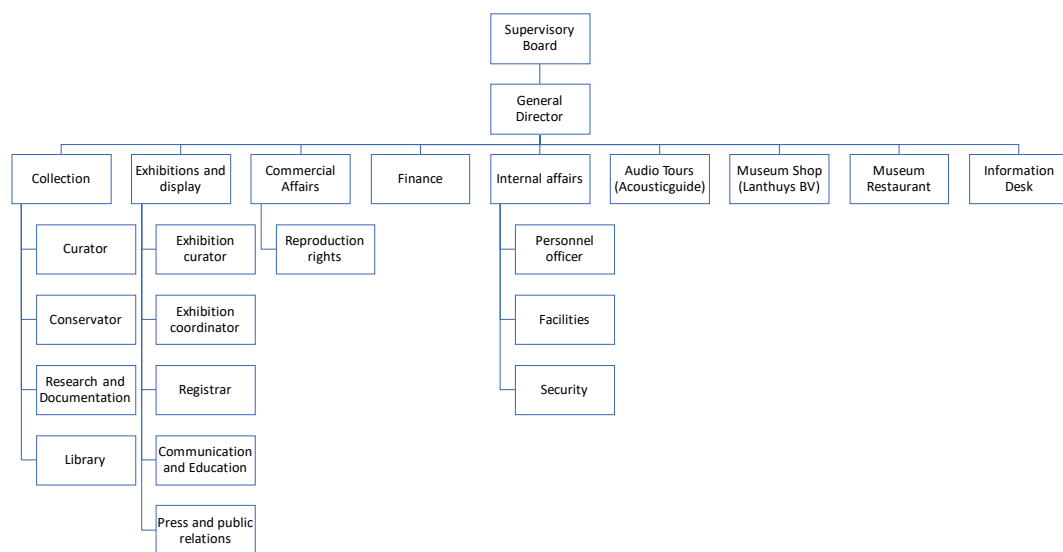 Supervisory
Board
General
Director
Collection
Exhibitions and
display
Commercial
Affairs
Finance
Internal affairs
Audio Tours
(Acousticguide)
Museum Shop
(Lanthuys BV)
Museum
Restaurant
Information
Desk
Curator
Conservator
Research and
Documentation
Library
Exhibition
curator
Exhibition
coordinator
Registrar
Communication
and Education
Press and public
relations
Reproduction
rights
Personnel
officer
Facilities
Security